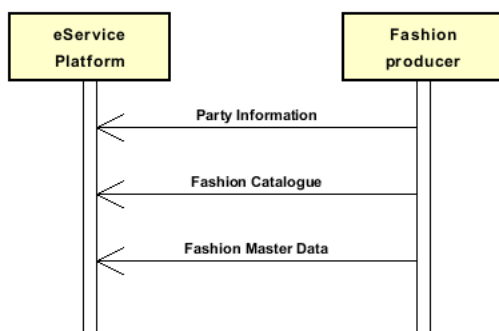 eService
Platform
Fashion
producer
Party Information
Fashion Catalogue
Fashion Master Data